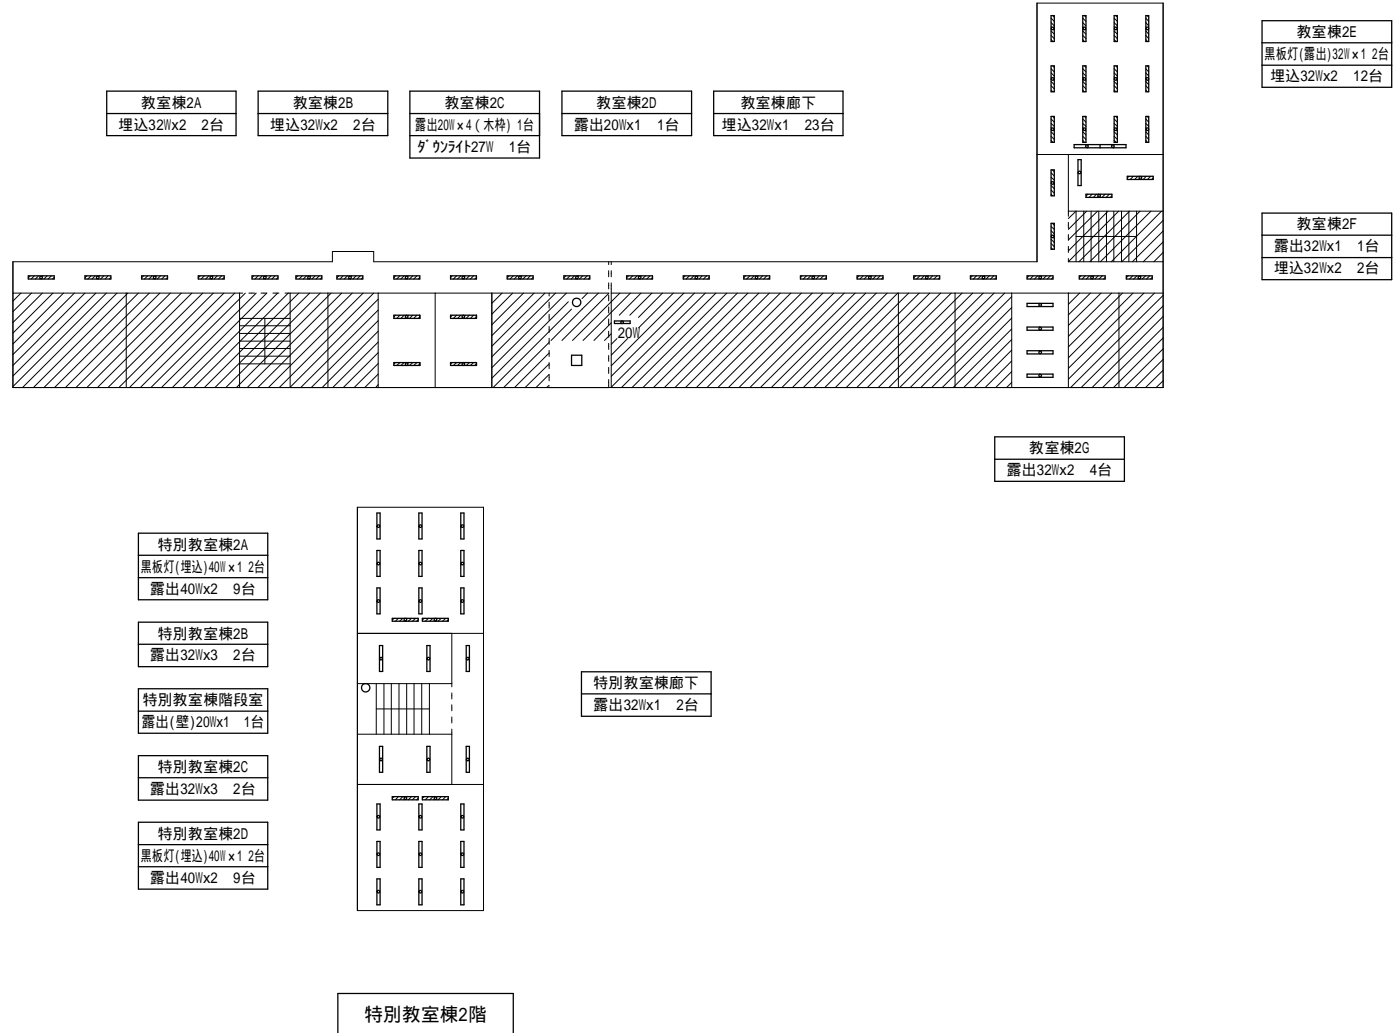 教室棟2E
黒板灯(露出)32W×1 2台
埋込32Wx2 12台
教室棟2A
埋込32Wx2 2台
教室棟2B
埋込32Wx2 2台
教室棟2C
露出20W×4(木枠) 1台
ダウンライト27W 1台
教室棟2D
露出20Wx1 1台
教室棟廊下
埋込32Wx1 23台
教室棟2F
露出32Wx1 1台
埋込32Wx2 2台
20W
教室棟2G
露出32Wx2 4台
特別教室棟2A
黒板灯(埋込)40W×1 2台
露出40Wx2 9台
特別教室棟2B
露出32Wx3 2台
特別教室棟階段室
露出(壁)20Wx1 1台
特別教室棟廊下
露出32Wx1 2台
特別教室棟2C
露出32Wx3 2台
特別教室棟2D
黒板灯(埋込)40W×1 2台
露出40Wx2 9台
特別教室棟2階